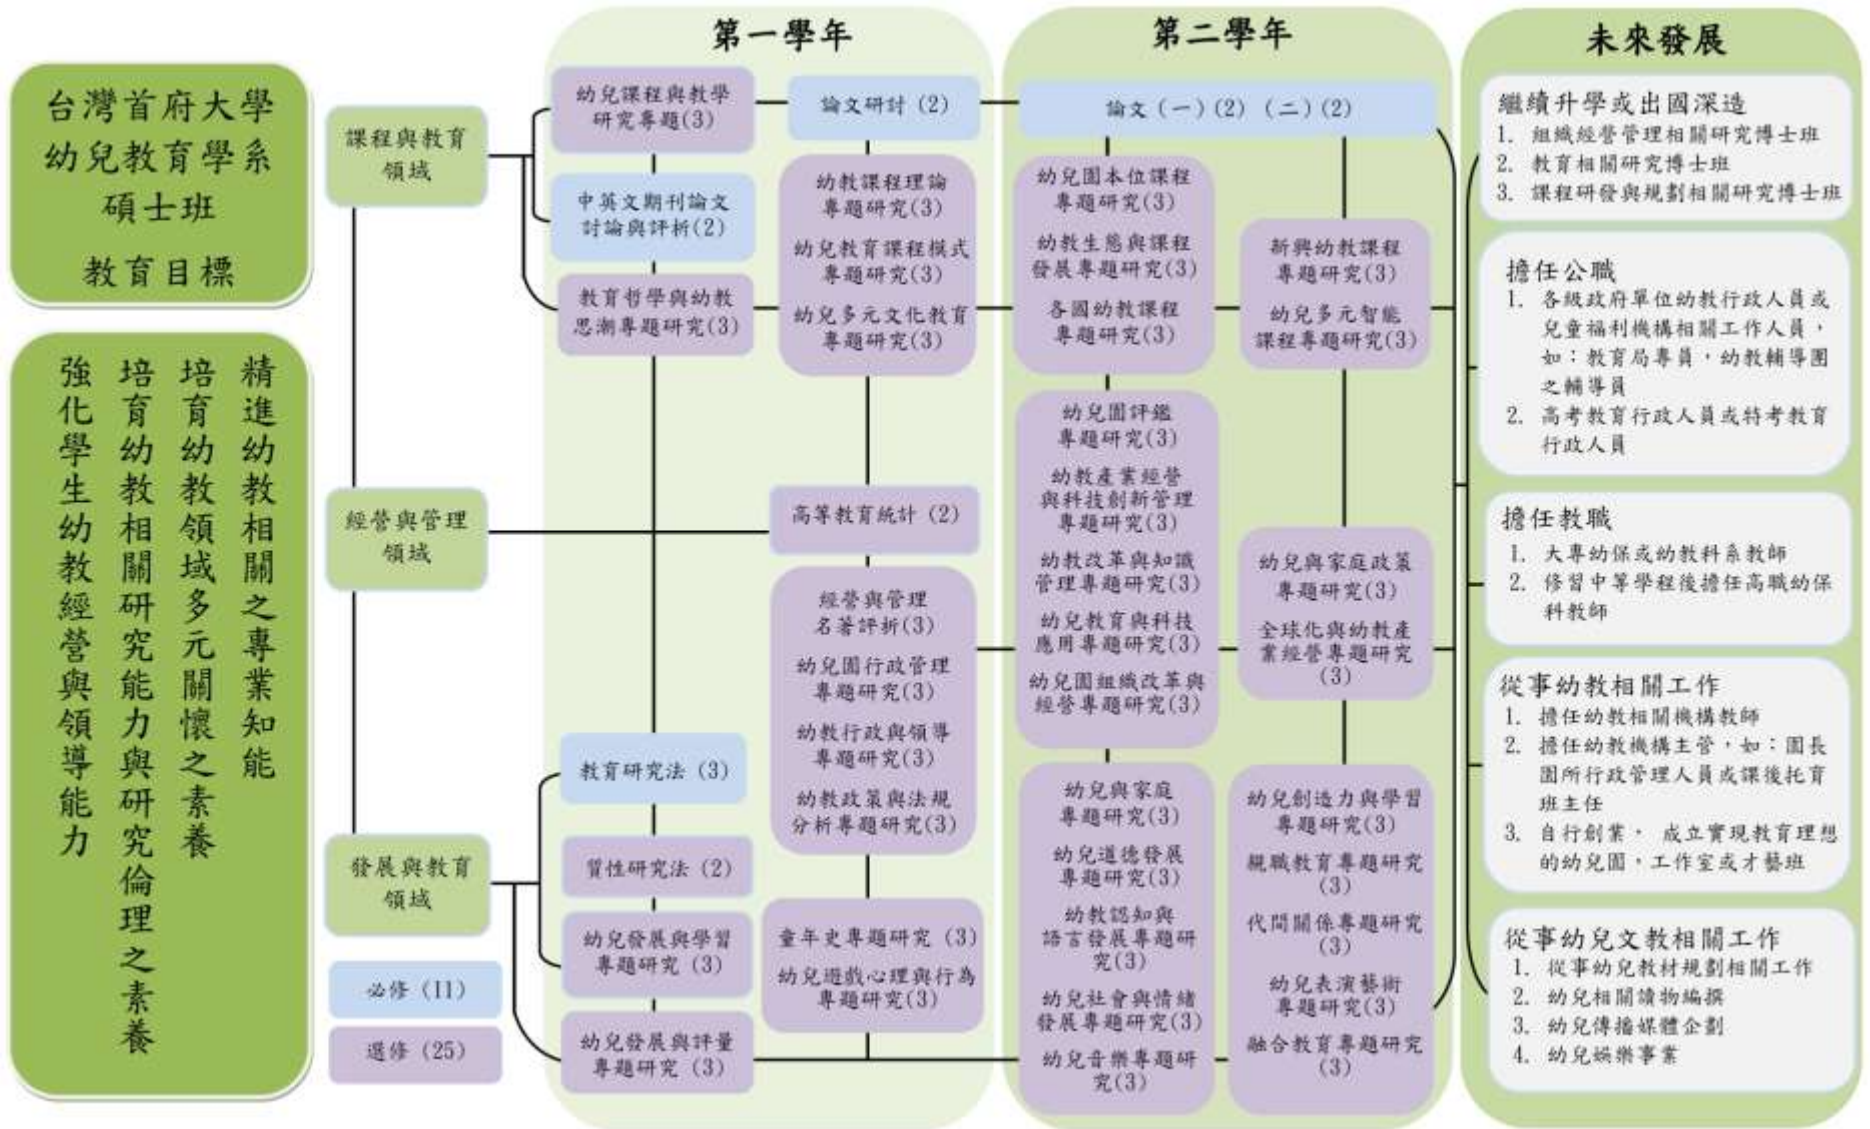 台灣首府大學
幼兒教育學系
碩士班
教育目標
精進幼教相關之專業知能
培育幼教領域多元關懷之素養
培育幼教相關研究能力與研究倫理之素養
強化學生幼教經營與領導能力
課程與教育
領域
經營與管理
領域
發展與教育
領域
必修 (11)
選修 (25)
第一學年
幼兒課程與教學
研究專題(3)
中英文期刊論文
討論與評析(2)
教育哲學與幼教
思潮專題研究(3)
教育研究法 (3)
質性研究法 (2)
幼兒發展與學習
專題研究 (3)
幼兒發展與評量
專題研究 (3)
論文研討 (2)
幼教課程理論
專題研究(3)
幼兒教育課程模式
專題研究(3)
幼兒多元文化教育
專題研究(3)
高等教育統計 (2)
經營與管理
名著評析(3)
幼兒園行政管理
專題研究(3)
幼教行政與領導
專題研究(3)
幼教政策與法規
分析專題研究(3)
童年史專題研究 (3)
幼兒遊戲心理與行為
專題研究(3)
第二學年
論文 (一) (2) (二) (2)
幼兒園本位課程
專題研究(3)
幼教生態與課程
發展專題研究(3)
各國幼教課程
專題研究(3)
幼兒園評鑑
專題研究(3)
幼教產業經營
與科技創新管理
專題研究(3)
幼教改革與知識
管理專題研究(3)
幼兒教育與科技
應用專題研究(3)
幼兒園組織改革與
經營專題研究(3)
幼兒與家庭
專題研究(3)
幼兒道德發展
專題研究(3)
幼教認知與
語言發展專題研
究(3)
幼兒社會與情緒
發展專題研究(3)
幼兒音樂專題研
究(3)
新興幼教課程
專題研究(3)
幼兒多元智能
課程專題研究(3)
幼兒與家庭政策
專題研究(3)
全球化與幼教產
業經營專題研究
(3)
幼兒創造力與學習
專題研究(3)
親職教育專題研究
(3)
代間關係專題研究
(3)
幼兒表演藝術
專題研究(3)
融合教育專題研究
(3)
未來發展
繼續升學或出國深造
1. 組織經營管理相關研究博士班
2. 教育相關研究博士班
3. 課程研發與規劃相關研究博士班
擔任公職
1. 各級政府單位幼教行政人員或
兒童福利機構相關工作人員，
如：教育局專員，幼教輔導團
之輔導員
2. 高考教育行政人員或特考教育
行政人員
擔任教職
1. 大專幼保或幼教科系教師
2. 修習中等學程後擔任高職幼保
科教師
從事幼教相關工作
1. 擔任幼教相關機構教師
2. 擔任幼教機構主管，如：園長
園所行政管理人員或課後托育
班主任
3. 自行創業， 成立實現教育理想
的幼兒園，工作室或才藝班
從事幼兒文教相關工作
1. 從事幼兒教材規劃相關工作
2. 幼兒相關讀物編撰
3. 幼兒傳播媒體企劃
4. 幼兒娛樂事業